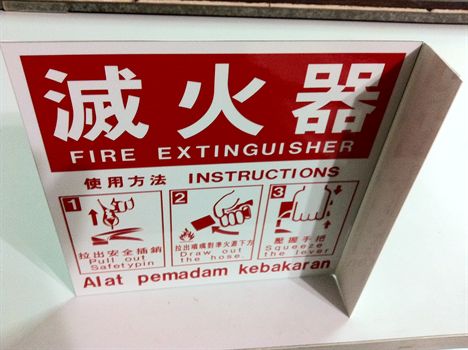 滅火器
FIRE EXTINGUISHER
使用方法 INSTRUCTIONS
1
拉出安全插銷
Pull out
Safetypin
2
拉出噴嘴對準火源下方
Draw out
the hose.
3
壓握手把
Squeeze
the lever
Alat pemadam kebakaran